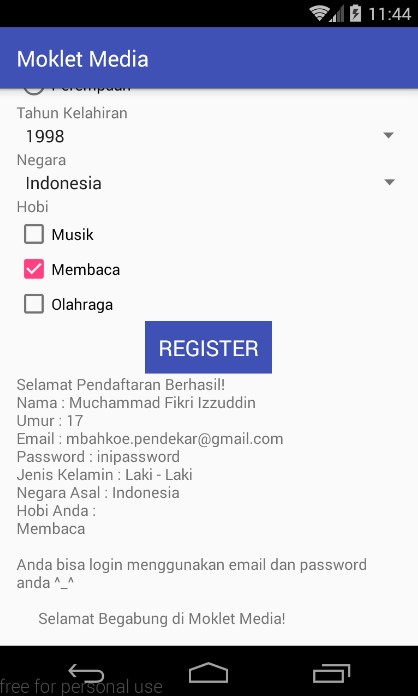 11:44
Moklet Media
Perempuan
Tahun Kelahiran
1998
Negara
Indonesia
Hobi
Musik
Membaca
Olahraga
REGISTER
Selamat Pendaftaran Berhasil!
Nama : Muchammad Fikri Izzuddin
Umur : 17
Email : mbahkoe.pendekar@gmail.com
Password : inipassword
Jenis Kelamin : Laki - Laki
Negara Asal : Indonesia
Hobi Anda :
Membaca
Anda bisa login menggunakan email dan password
anda ^_^
Selamat Begabung di Moklet Media!
free for personal use